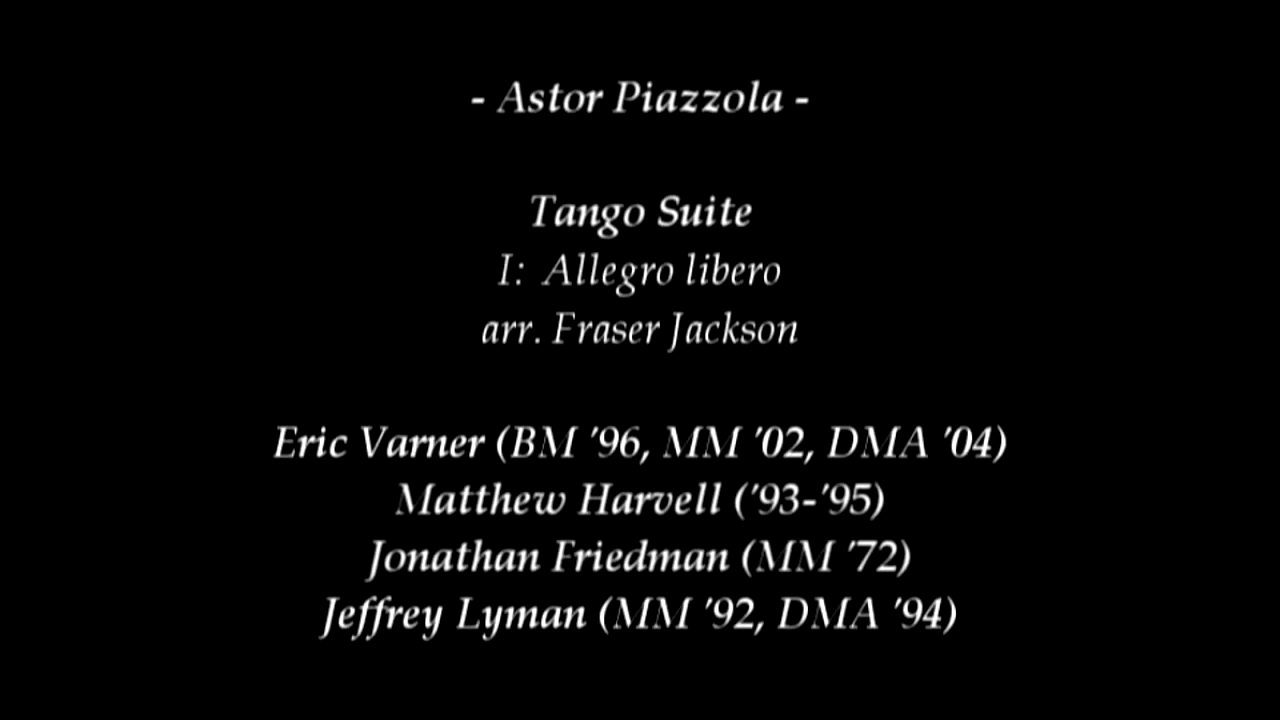 - Astor Piazzola -
Tango Suite
I: Allegro libero
arr. Fraser Jackson
Eric Varner (BM '96, MM '02, DMA '04)
Matthew Harvell ('93-'95)
Jonathan Friedman (MM '72)
Jeffrey Lyman (MM '92, DMA '94)